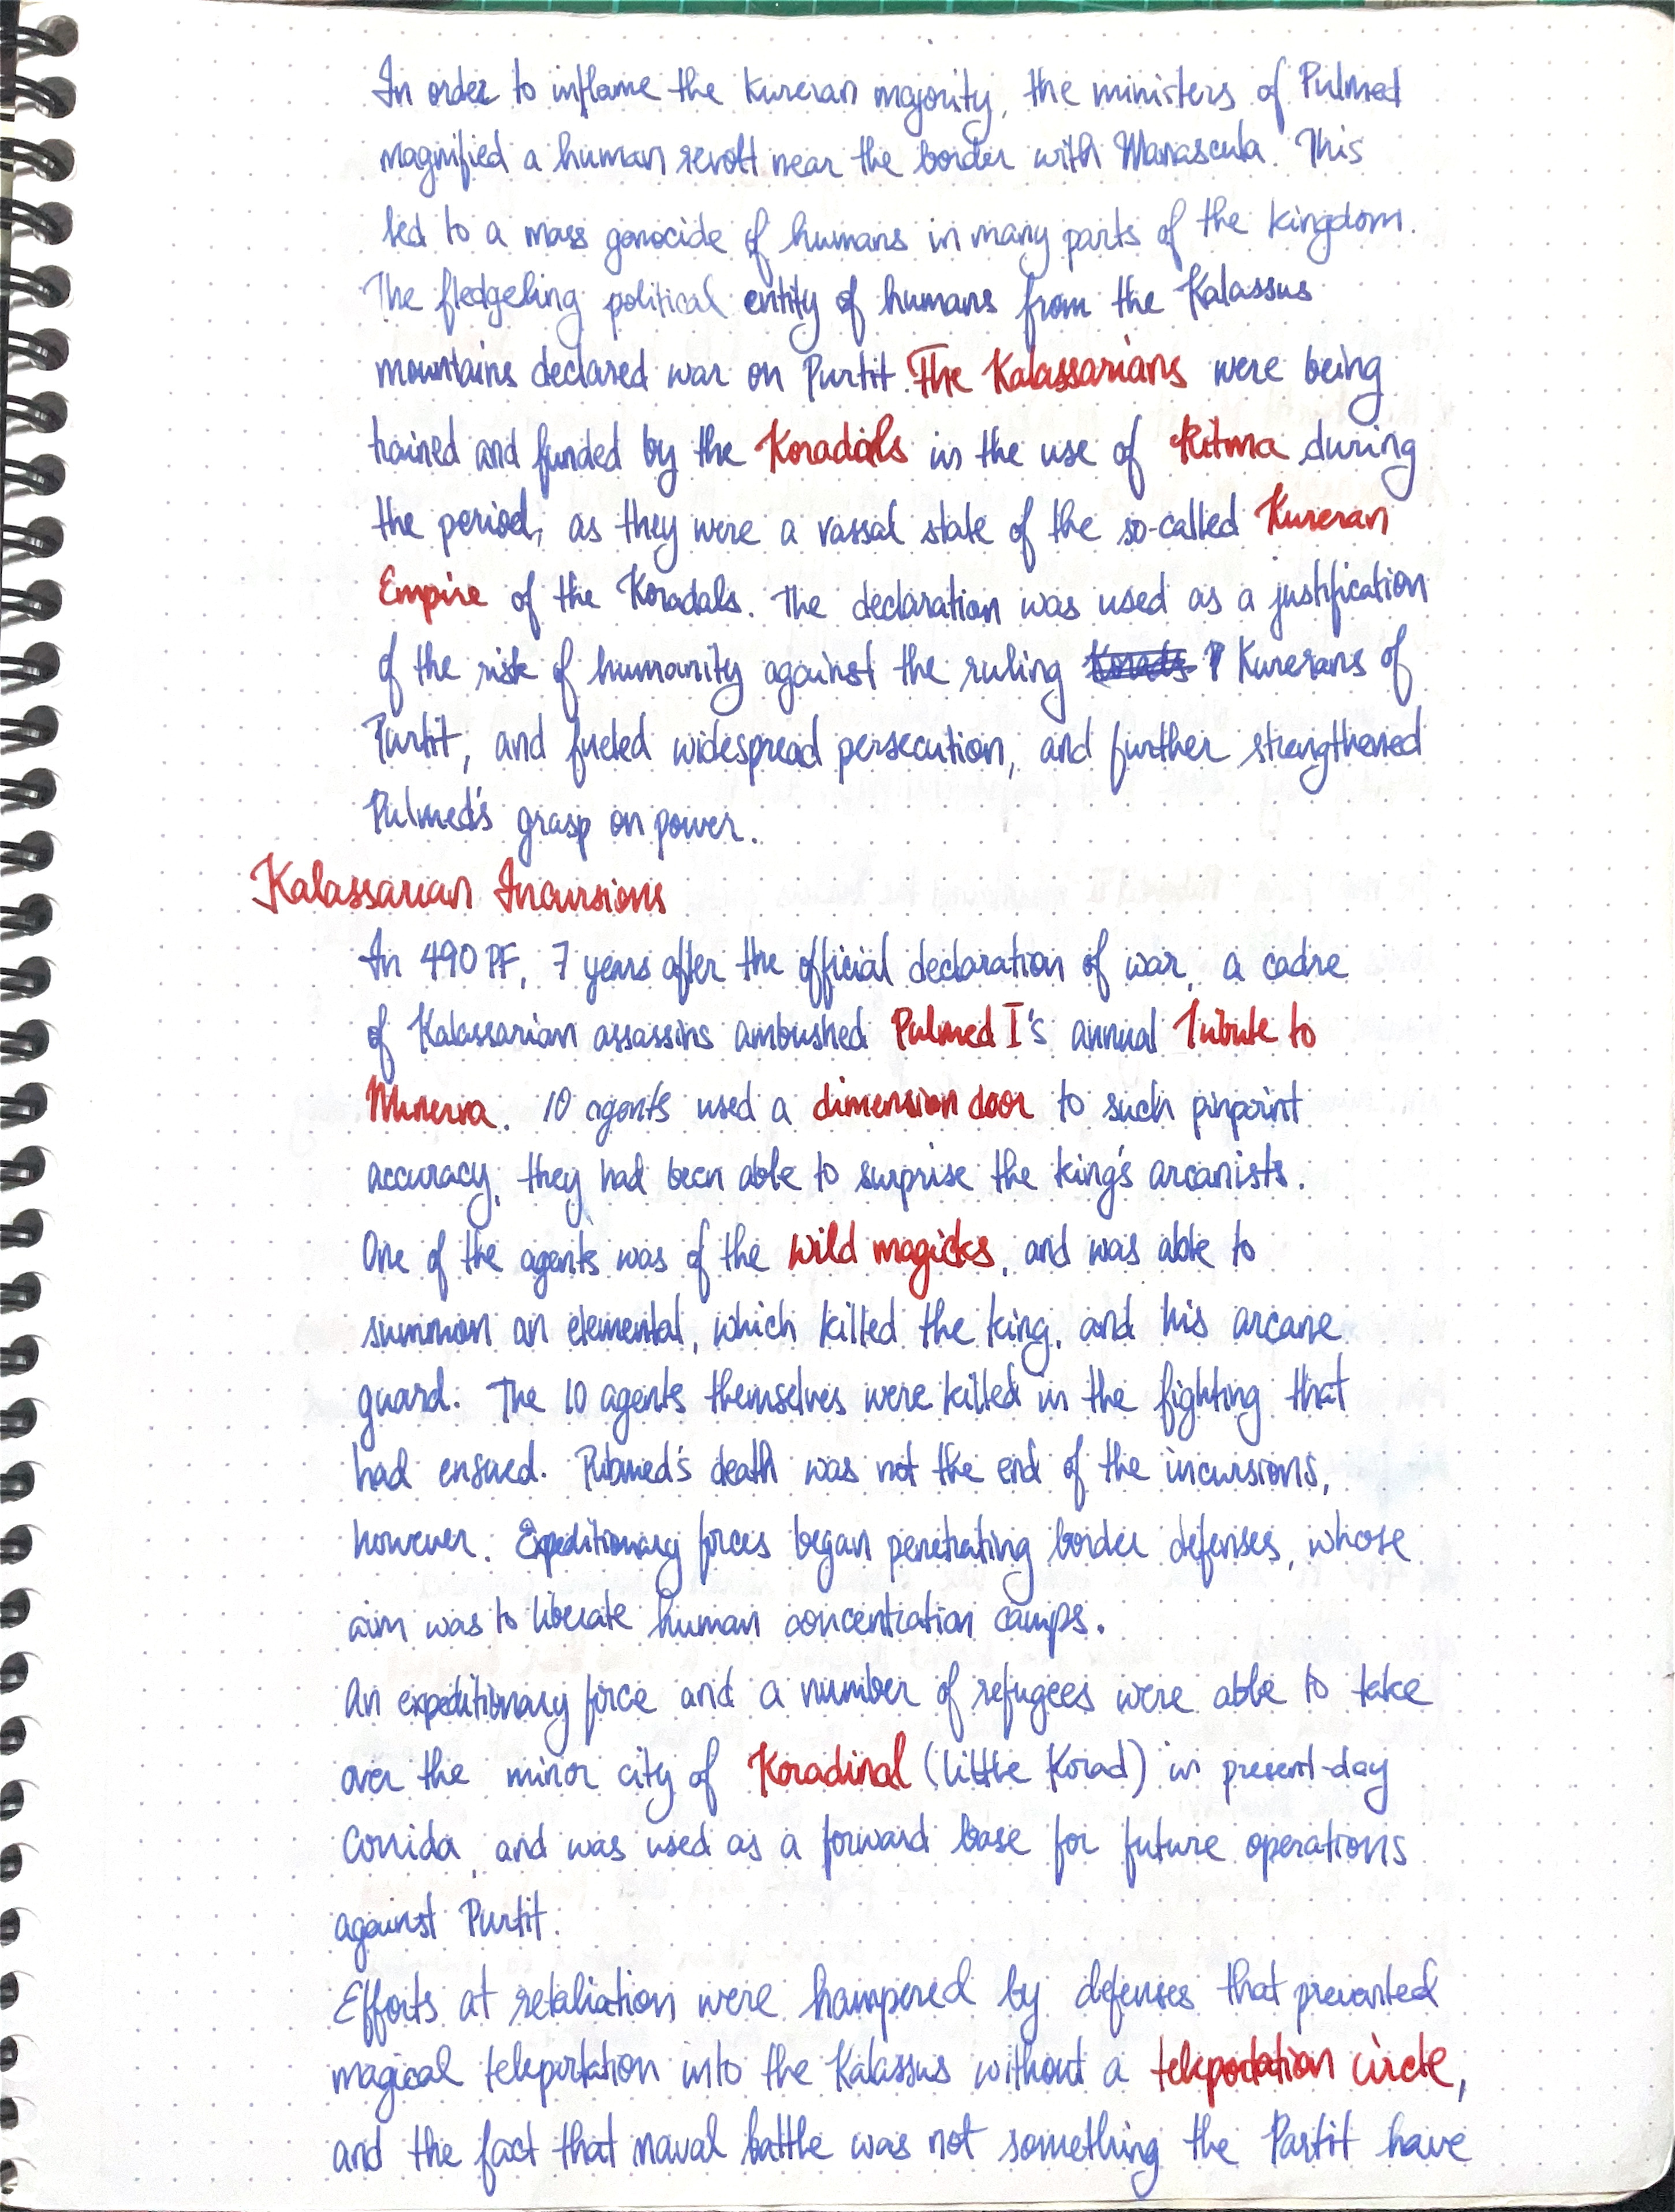 In order to inflame the Kureran majority, the ministers of Pulmed
magnified a human revolt near the border with Manascula. This
led to a mass genocide of humans in many parts of the kingdom.
The fledgeling political entity of humans from the Kalassus
mountains declared war on Purtit. The Kalassarians were being
trained and funded by the Koradals in the use of Ritma during
the period, as they were a vassal state of the so-called Kureran
Empire of the Koradals. The declaration was used as a justification
of the risk of humanity against the ruling Kurerans of
Purtit, and fueled widespread persecution, and further strengthened
Pulmed's grasp on power.
Kalassarian Incursions
In 490 PF, 7 years after the official declaration of war, a cadre
of Kalassarian assassins ambushed Pulmed I's annual Tribute to
Minerva. 10 agents used a dimension door to such pinpoint
accuracy, they had been able to surprise the king's arcanists.
One of the agents was of the wild magicks, and was able to
summon an elemental, which killed the king, and his arcane
guard. The 10 agents themselves were killed in the fighting that
had ensued. Pulmed's death was not the end of the incursions,
however. Expeditionary forces began penetrating border defenses, whose
aim was to liberate human concentration camps.
An expeditionary force and a number of refugees were able to take
over the minor city of Koradinal (Little Korad) in present-day
Corrida, and was used as a forward base for future operations
against Purtit.
Efforts at retaliation were hampered by defenses that prevented
magical teleportation into the Kalassus without a teleportation circle,
and the fact that naval battle was not something the Partit have